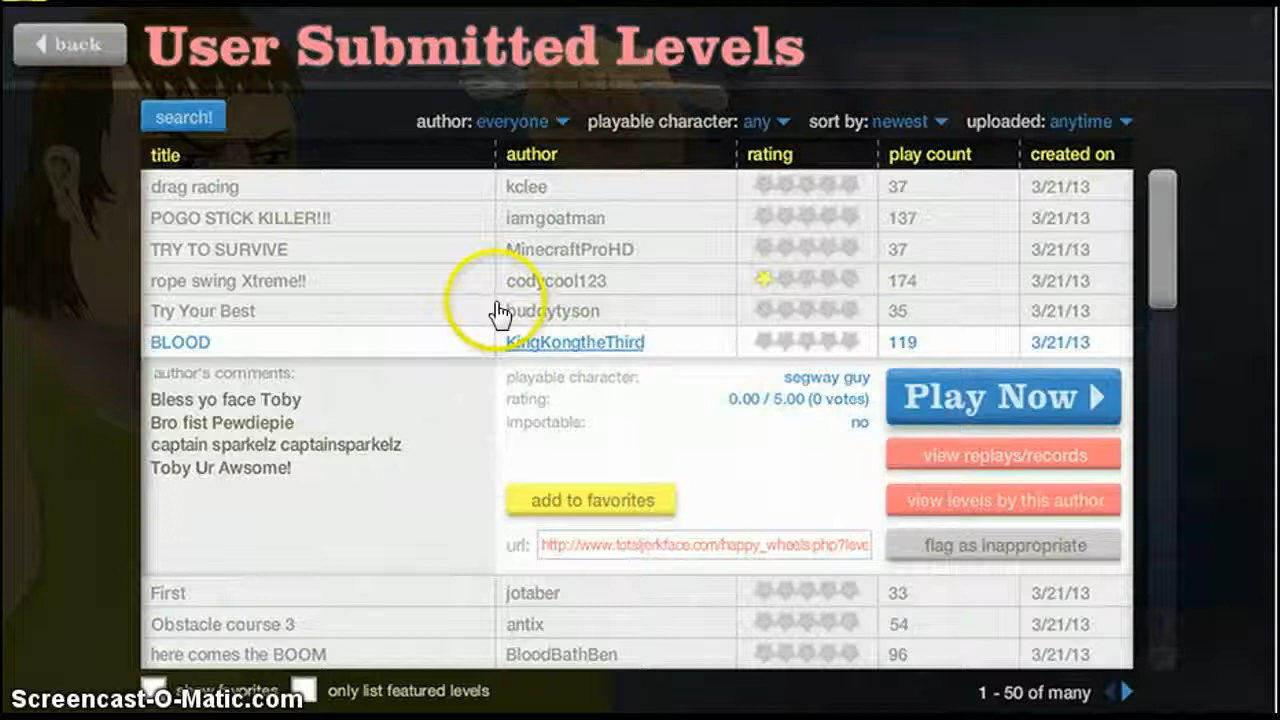 back
User Submitted Levels
search!
author: everyone playable character: any sort by: newest uploaded: anytime
title author rating play count created on
drag racing kclee 37 3/21/13
POGO STICK KILLER!!! iamgoatman 137 3/21/13
TRY TO SURVIVE MinecraftProHD 37 3/21/13
rope swing Xtreme!! codycool123 174 3/21/13
Try Your Best buddytyson 35 3/21/13
BLOOD KingKongtheThird 119 3/21/13
author's comments:
Bless yo face Toby
Bro fist Pewdiepie
captain sparkelz captainsparkelz
Toby Ur Awsome!
playable character: segway guy
rating: 0.00 / 5.00 (0 votes)
importable: no
add to favorites
url: http://www.totaljerkface.com/happy_wheels.php?leve
Play Now
view replays/records
view levels by this author
flag as inappropriate
First jotaber 33 3/21/13
Obstacle course 3 antix 54 3/21/13
here comes the BOOM BloodBathBen 96 3/21/13
show favorites only list featured levels 1 - 50 of many
Screencast-O-Matic.com